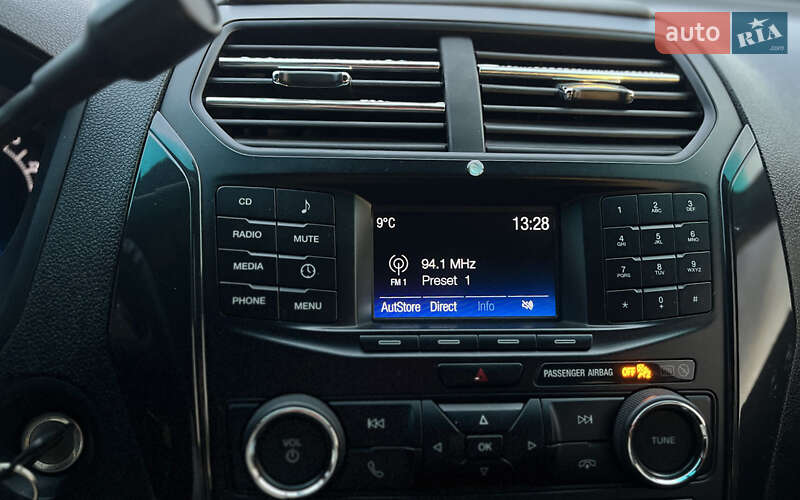 auto RIA
.com
CD
RADIO MUTE
MEDIA
PHONE MENU
9°C 13:28
94.1 MHz
FM 1 Preset 1
AutStore Direct Info
1 2 ABC 3 DEF
4 GHI 5 JKL 6 MNO
7 PQRS 8 TUV 9 WXYZ
* 0 + #
PASSENGER AIRBAG OFF
VOL
OK
TUNE